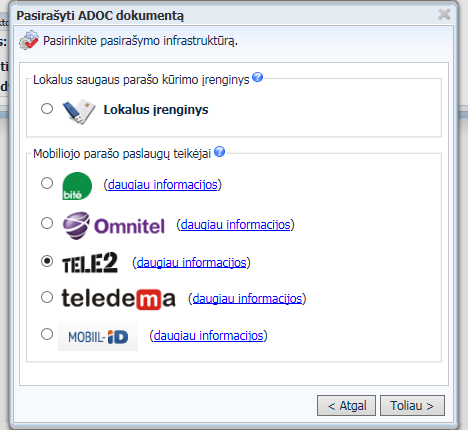 Pasirašyti ADOC dokumentą
Pasirinkite pasirašymo infrastruktūrą.
Lokalus saugaus parašo kūrimo įrenginys
Lokalus įrenginys
Mobiliojo parašo paslaugų teikėjai
bitė (daugiau informacijos)
Omnitel (daugiau informacijos)
TELE2 (daugiau informacijos)
teledema (daugiau informacijos)
MOBIIL-iD (daugiau informacijos)
< Atgal Toliau >